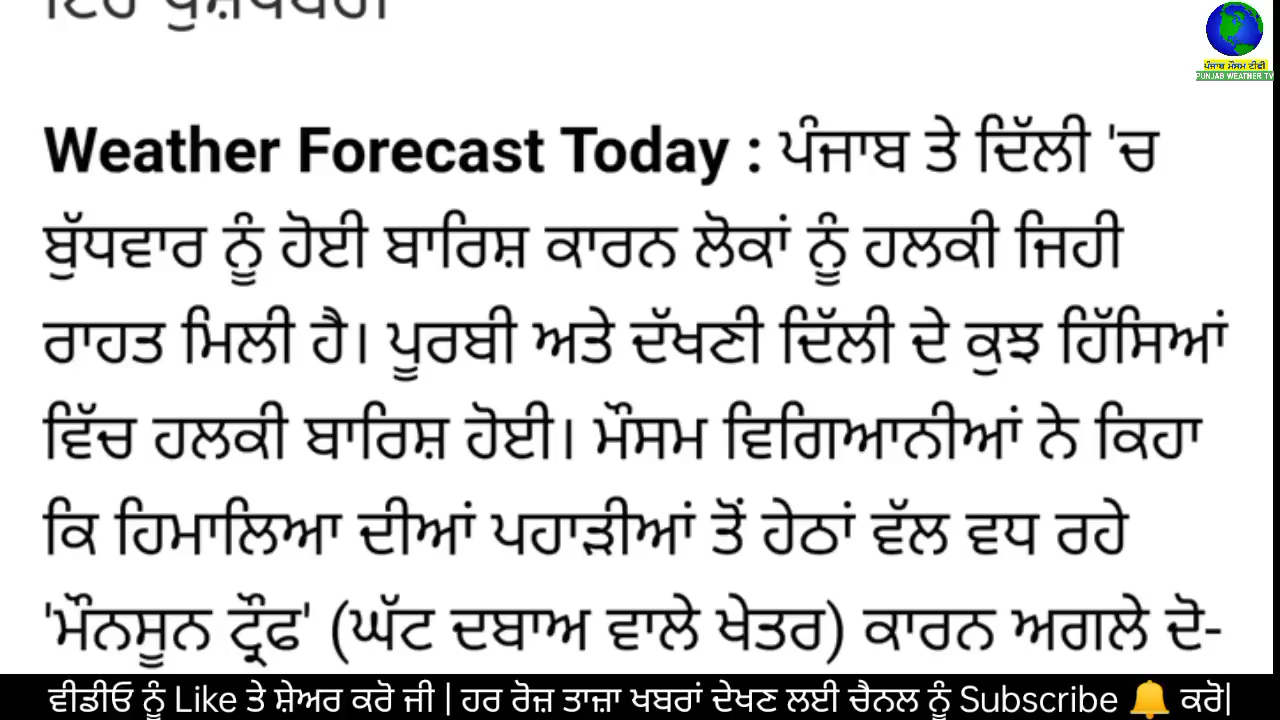 ਪੰਜਾਬ ਮੌਸਮ ਟੀਵੀ
PUNJAB WEATHER TV
Weather Forecast Today : ਪੰਜਾਬ ਤੇ ਦਿੱਲੀ 'ਚ
ਬੁੱਧਵਾਰ ਨੂੰ ਹੋਈ ਬਾਰਿਸ਼ ਕਾਰਨ ਲੋਕਾਂ ਨੂੰ ਹਲਕੀ ਜਿਹੀ
ਰਾਹਤ ਮਿਲੀ ਹੈ। ਪੂਰਬੀ ਅਤੇ ਦੱਖਣੀ ਦਿੱਲੀ ਦੇ ਕੁਝ ਹਿੱਸਿਆਂ
ਵਿੱਚ ਹਲਕੀ ਬਾਰਿਸ਼ ਹੋਈ। ਮੌਸਮ ਵਿਗਿਆਨੀਆਂ ਨੇ ਕਿਹਾ
ਕਿ ਹਿਮਾਲਿਆ ਦੀਆਂ ਪਹਾੜੀਆਂ ਤੋਂ ਹੇਠਾਂ ਵੱਲ ਵਧ ਰਹੇ
'ਮੌਨਸੂਨ ਟ੍ਰੌਫ' (ਘੱਟ ਦਬਾਅ ਵਾਲੇ ਖੇਤਰ) ਕਾਰਨ ਅਗਲੇ ਦੋ-
ਵੀਡੀਓ ਨੂੰ Like ਤੇ ਸ਼ੇਅਰ ਕਰੋ ਜੀ | ਹਰ ਰੋਜ਼ ਤਾਜ਼ਾ ਖਬਰਾਂ ਦੇਖਣ ਲਈ ਚੈਨਲ ਨੂੰ Subscribe 🔔 ਕਰੋ|